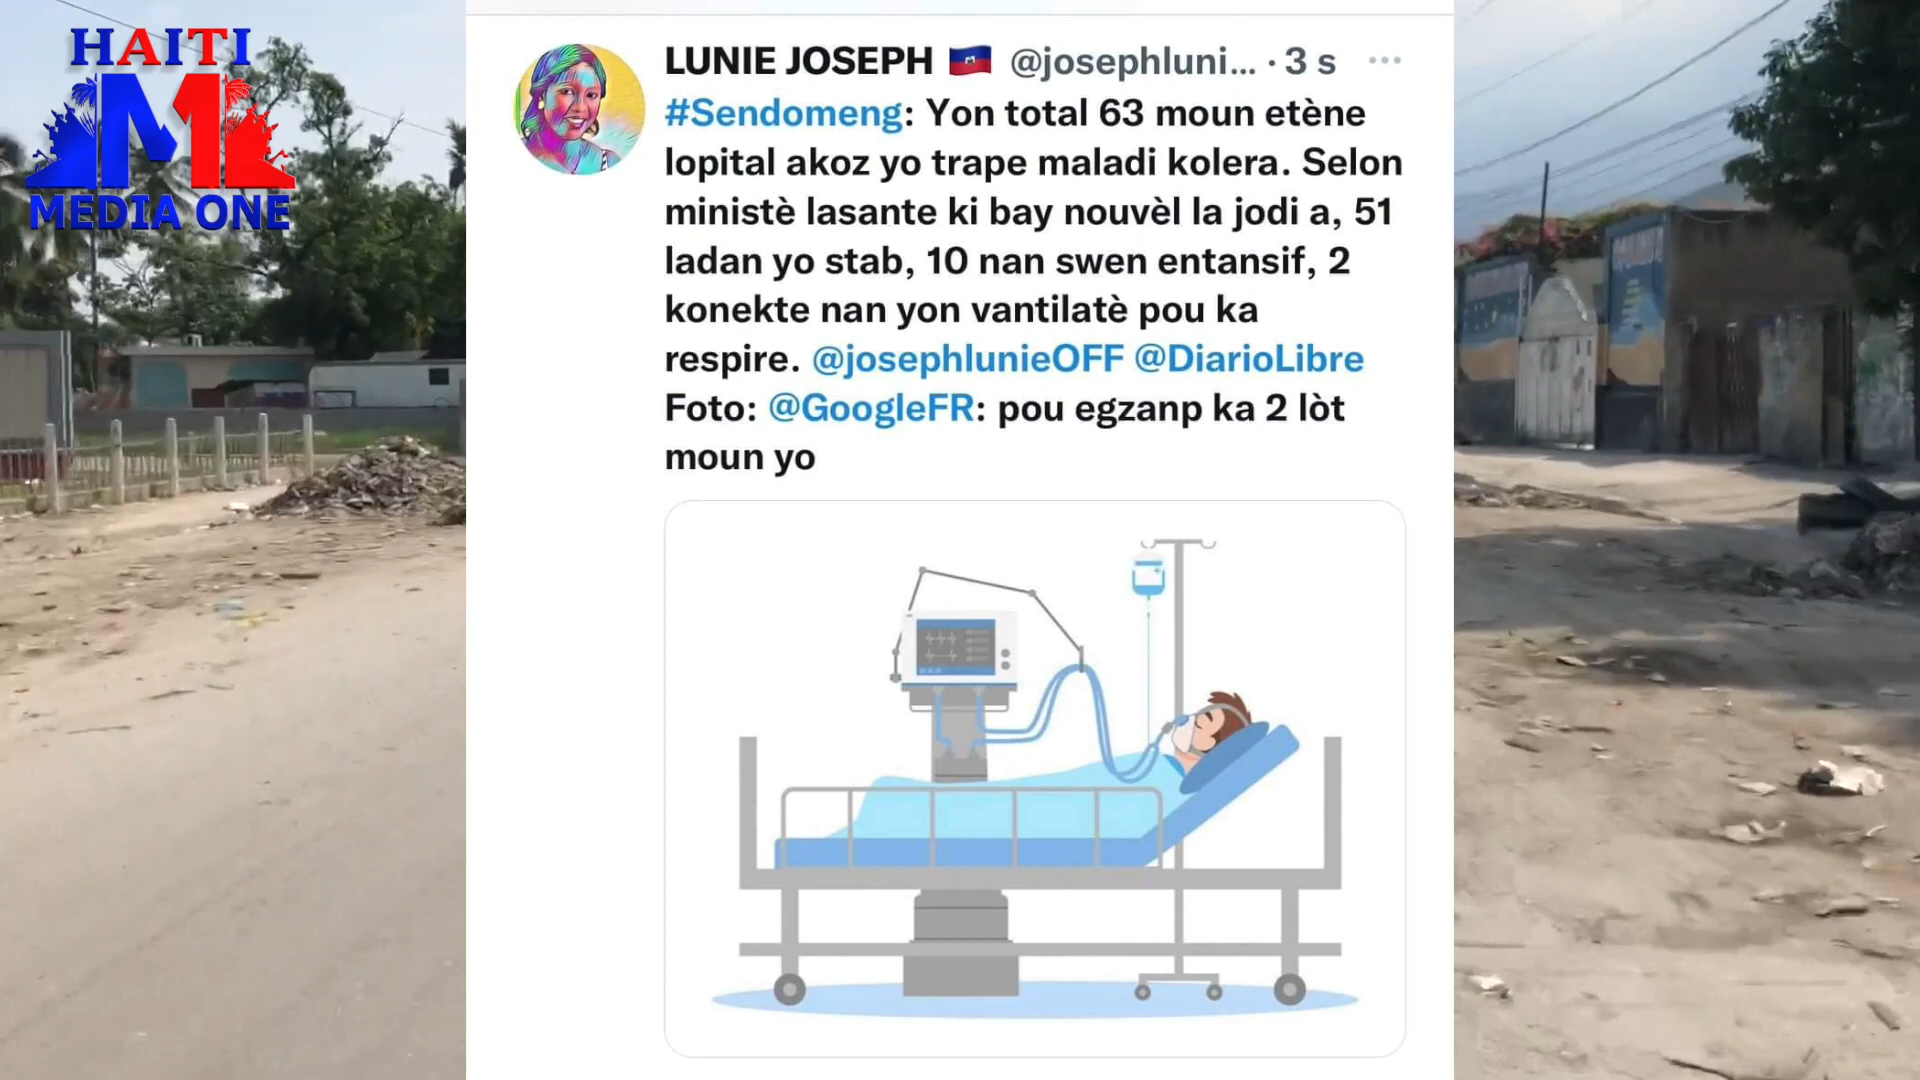 HAITI
MEDIA ONE
LUNIE JOSEPH 🇭🇹 @josephluni... · 3 s ...
#Sendomeng: Yon total 63 moun etène
lopital akoz yo trape maladi kolera. Selon
ministè lasante ki bay nouvèl la jodi a, 51
ladan yo stab, 10 nan swen entansif, 2
konekte nan yon vantilatè pou ka
respire. @josephlunieOFF @DiarioLibre
Foto: @GoogleFR: pou egzanp ka 2 lòt
moun yo